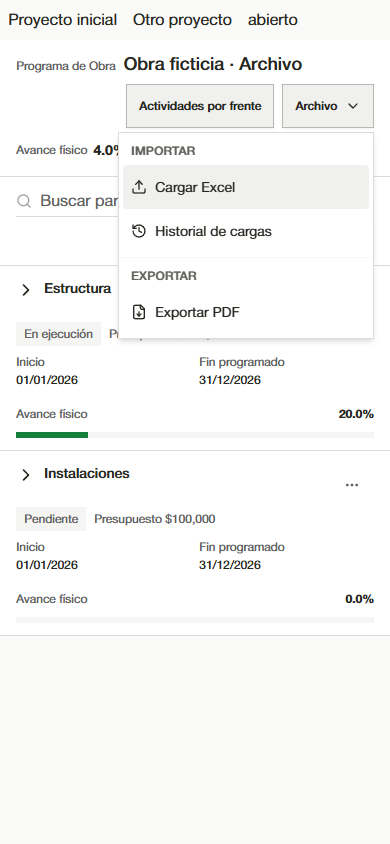 Proyecto inicial Otro proyecto abierto
Programa de Obra Obra ficticia · Archivo
Actividades por frente Archivo
Avance físico 4.0%
IMPORTAR
Cargar Excel
Historial de cargas
EXPORTAR
Exportar PDF
Buscar par
Estructura
En ejecución
Inicio Fin programado
01/01/2026 31/12/2026
Avance físico 20.0%
Instalaciones
...
Pendiente Presupuesto $100,000
Inicio Fin programado
01/01/2026 31/12/2026
Avance físico 0.0%